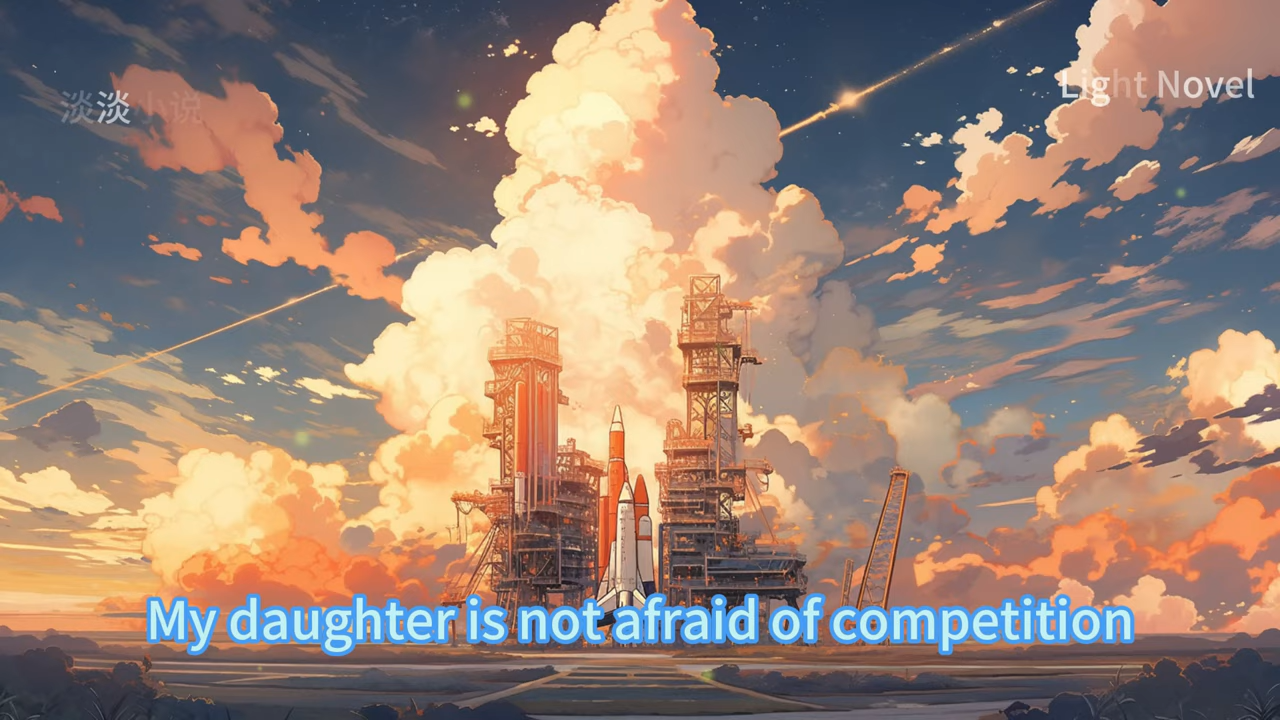 淡淡小说
Light Novel
My daughter is not afraid of competition